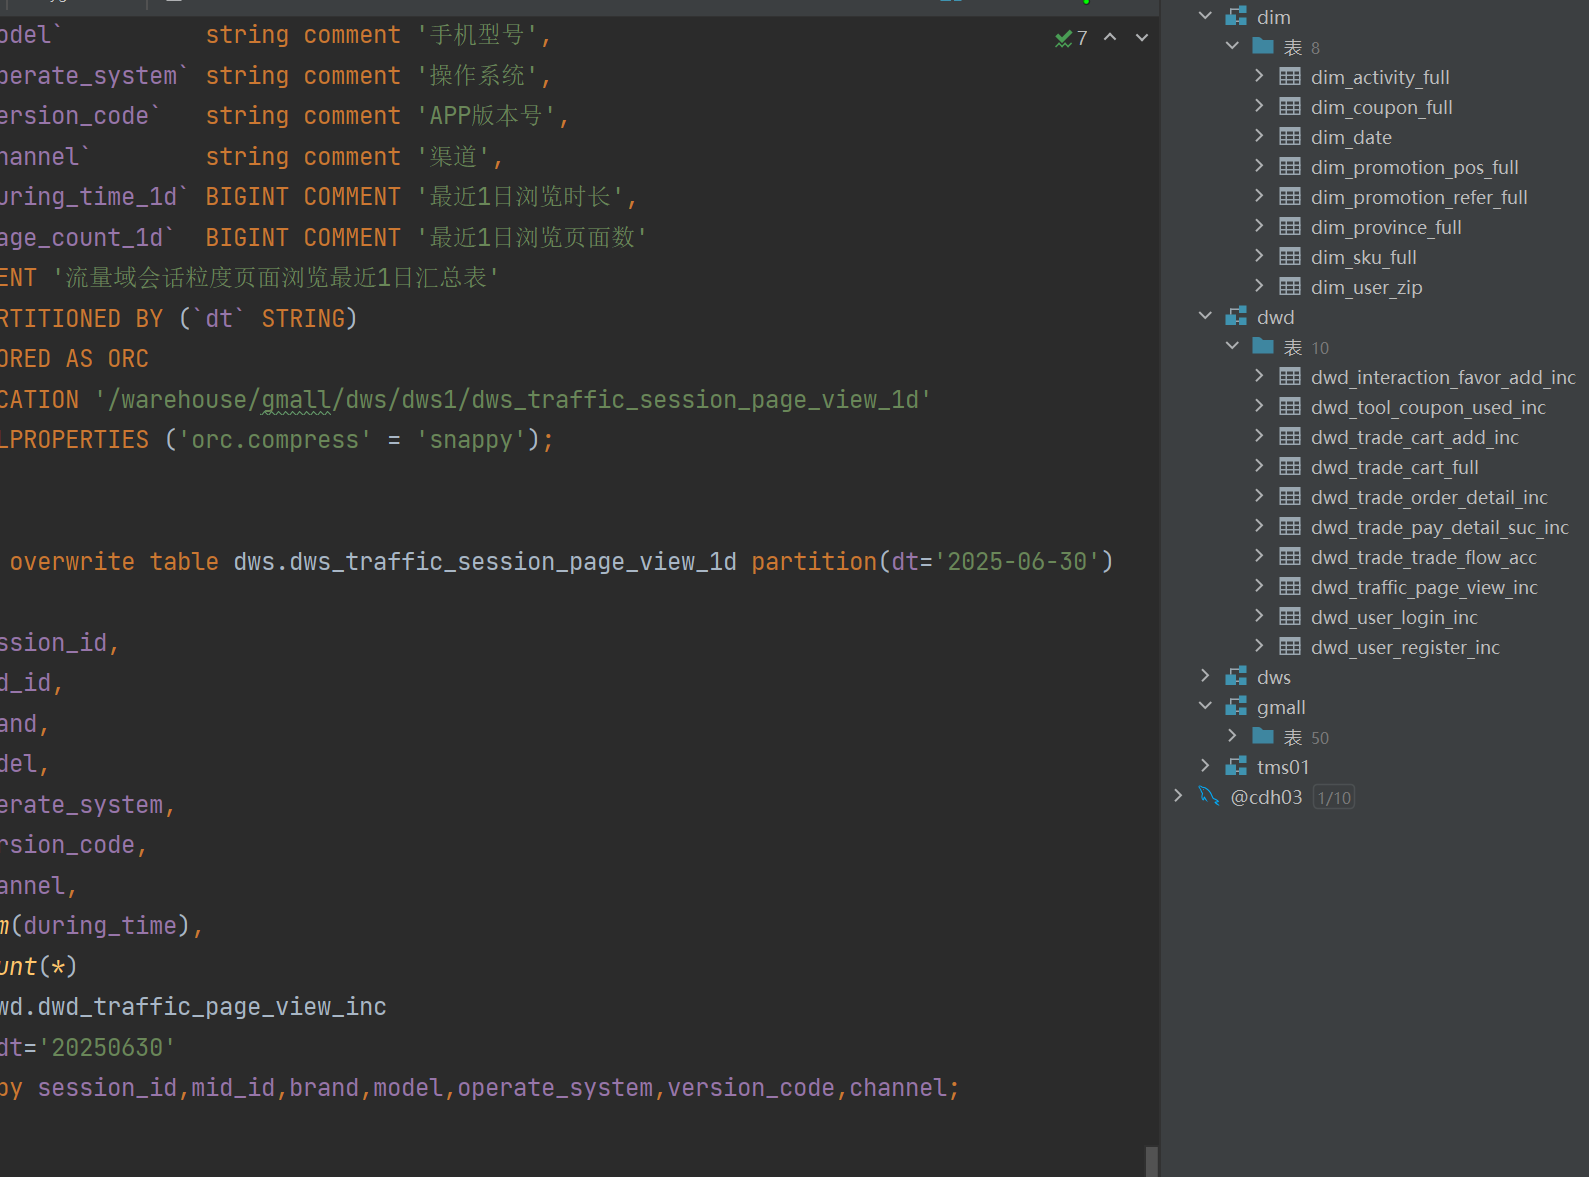 odel`          string comment '手机型号',
perate_system` string comment '操作系统',
ersion_code`   string comment 'APP版本号',
hannel`        string comment '渠道',
uring_time_1d` BIGINT COMMENT '最近1日浏览时长',
age_count_1d`  BIGINT COMMENT '最近1日浏览页面数'
ENT '流量域会话粒度页面浏览最近1日汇总表'
RTITIONED BY (`dt` STRING)
ORED AS ORC
CATION '/warehouse/gmall/dws/dws1/dws_traffic_session_page_view_1d'
LPROPERTIES ('orc.compress' = 'snappy');
overwrite table dws.dws_traffic_session_page_view_1d partition(dt='2025-06-30')
ssion_id,
d_id,
and,
del,
erate_system,
rsion_code,
annel,
m(during_time),
unt(*)
wd.dwd_traffic_page_view_inc
dt='20250630'
by session_id,mid_id,brand,model,operate_system,version_code,channel;
7
dim
表 8
dim_activity_full
dim_coupon_full
dim_date
dim_promotion_pos_full
dim_promotion_refer_full
dim_province_full
dim_sku_full
dim_user_zip
dwd
表 10
dwd_interaction_favor_add_inc
dwd_tool_coupon_used_inc
dwd_trade_cart_add_inc
dwd_trade_cart_full
dwd_trade_order_detail_inc
dwd_trade_pay_detail_suc_inc
dwd_trade_trade_flow_acc
dwd_traffic_page_view_inc
dwd_user_login_inc
dwd_user_register_inc
dws
gmall
表 50
tms01
@cdh03 1/10